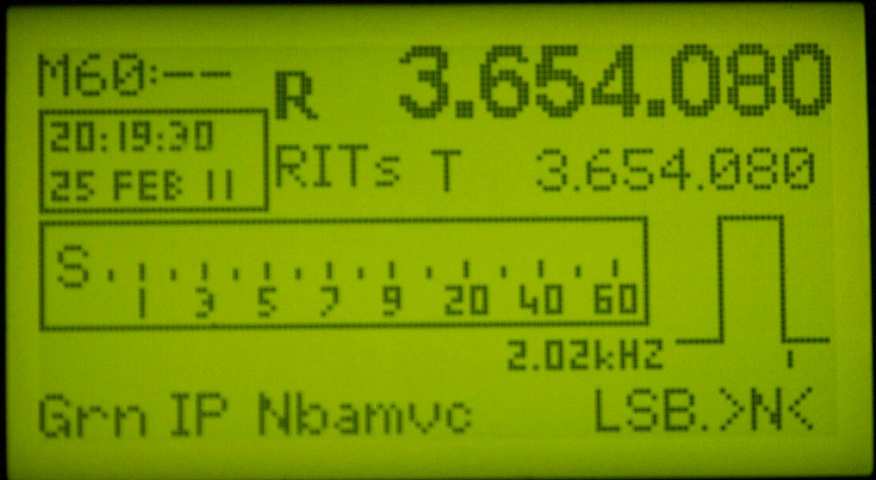 M60:-- R 3.654.080
20:19:30
RITs T 3.654.080
25 FEB 11
S
1 3 5 7 9 20 40 60
2.02kHZ
Grn IP Nbamvc LSB.>N<